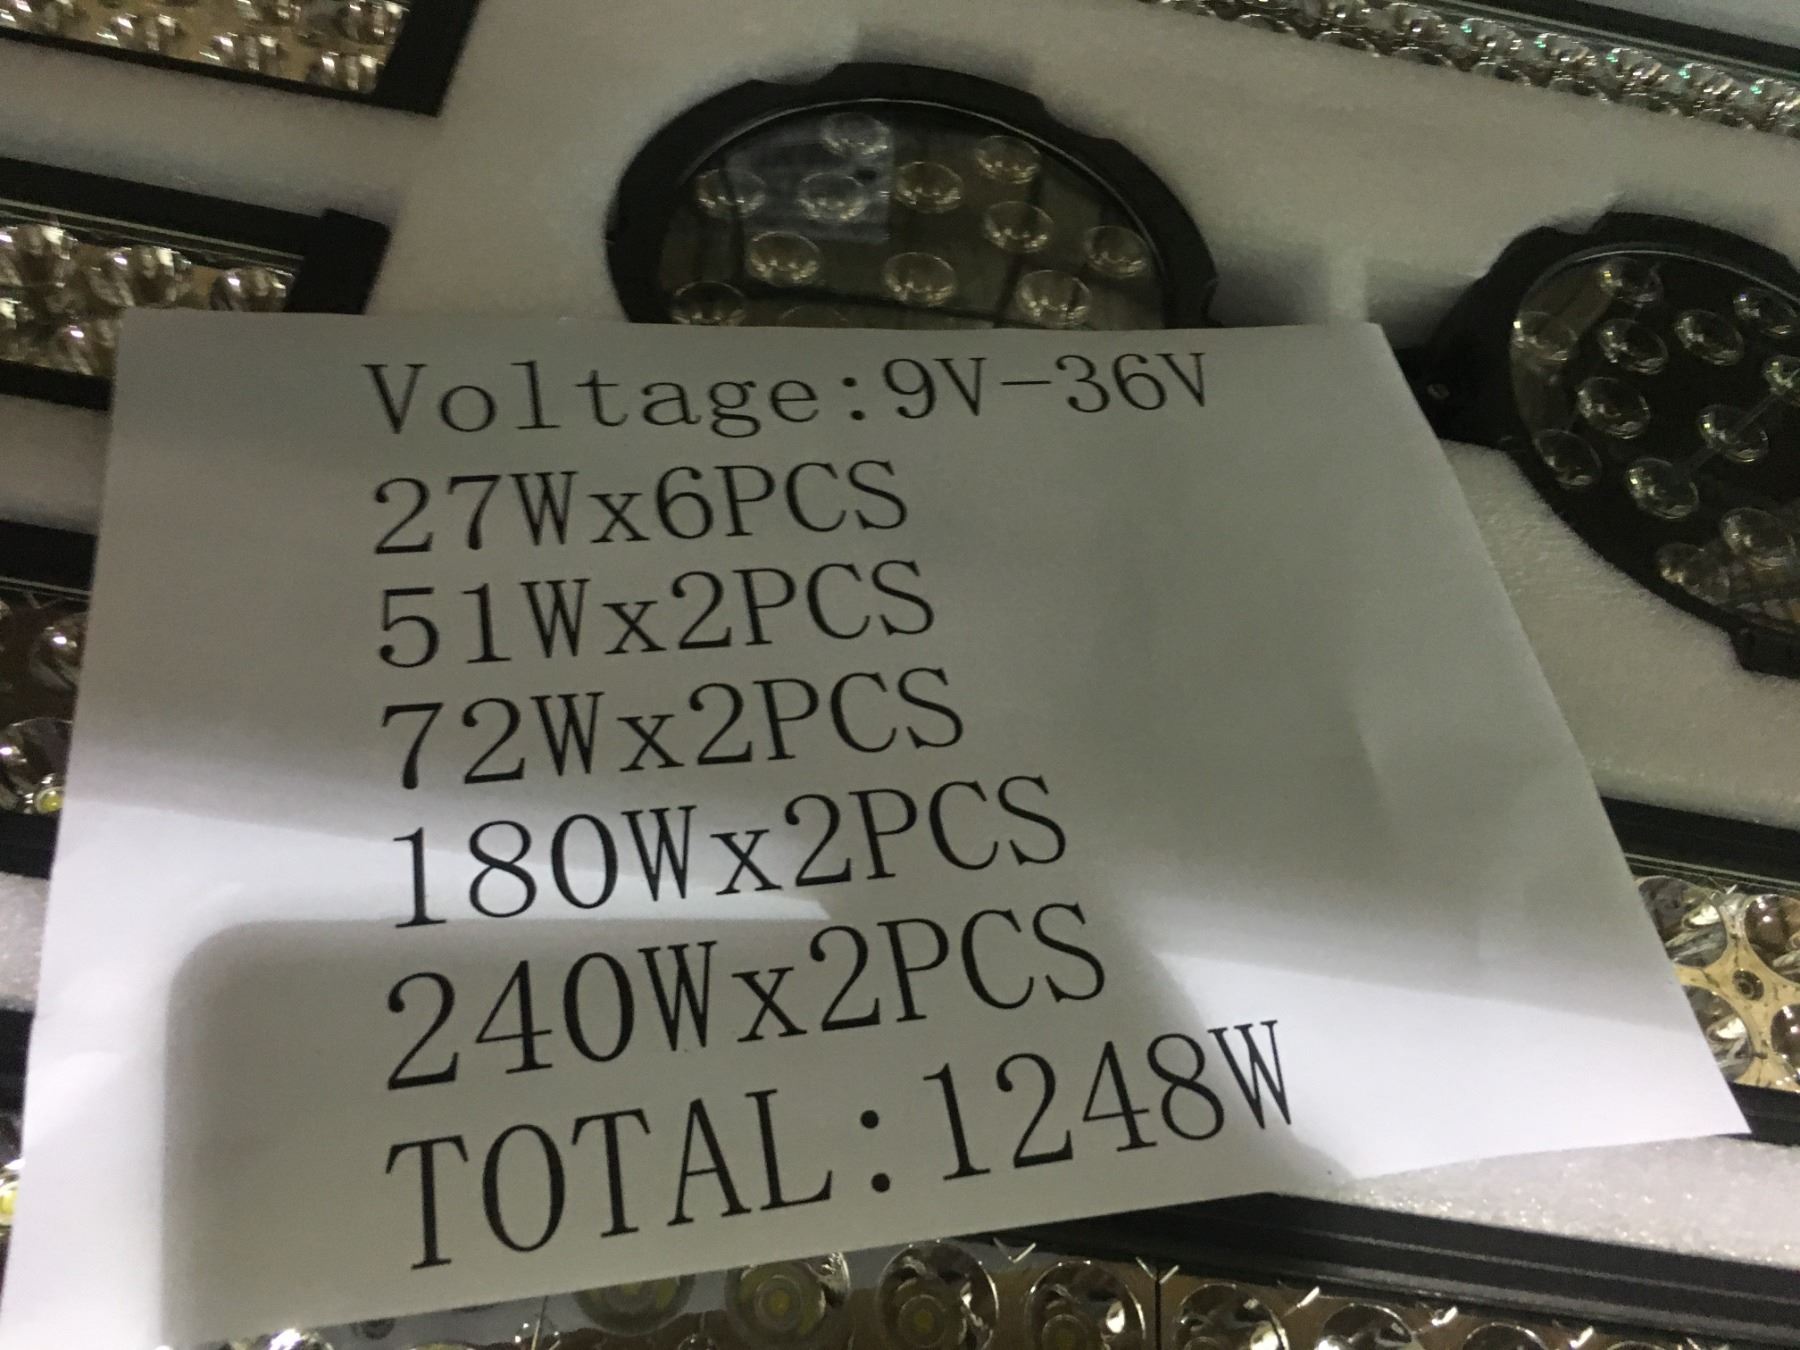 Voltage:9V-36V
27Wx6PCS
51Wx2PCS
72Wx2PCS
180Wx2PCS
240Wx2PCS
TOTAL:1248W